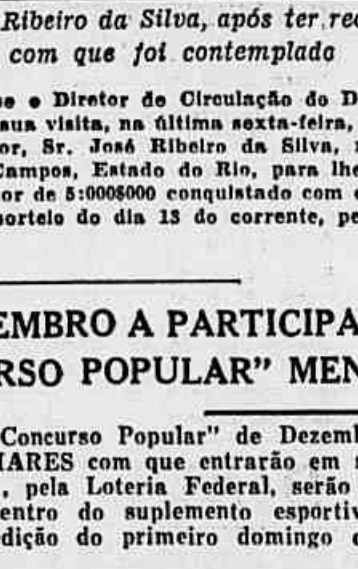 Ribeiro da Silva, após ter re
com que foi contemplado
e o Diretor de Circulação do D
sua visita, na última sexta-feira,
or, Sr. José Ribeiro da Silva,
Campos, Estado do Rio, para lhe
or de 5:000$000 conquistado com
sorteio do dia 13 do corrente, pe
EMBRO A PARTICIPA
RSO POPULAR" MEN
Concurso Popular" de Dezemb
IARES com que entrarão em
, pela Loteria Federal, serão
entro do suplemento esportiv
edição do primeiro domingo d